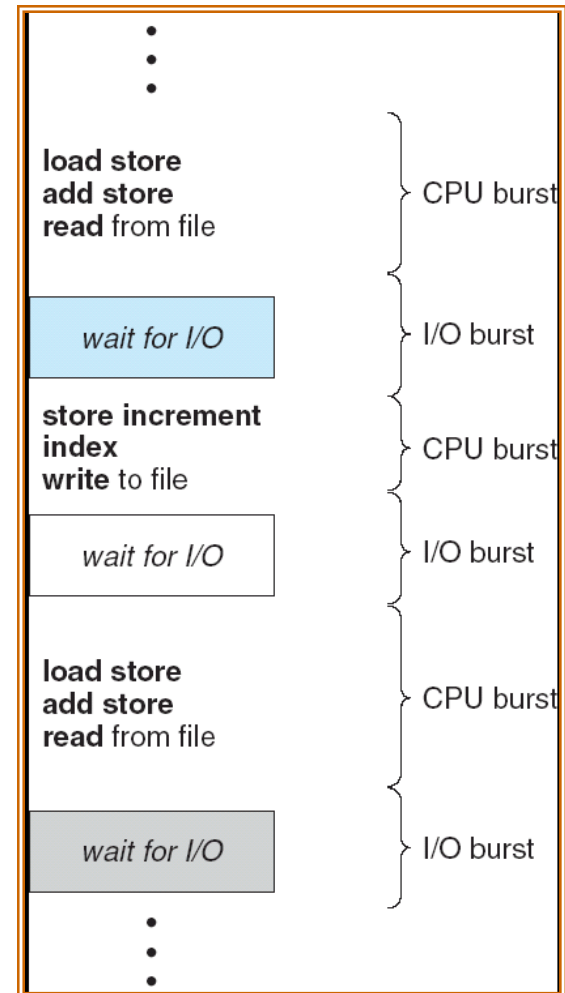 load store
add store
read from file
CPU burst
wait for I/O
I/O burst
store increment
index
write to file
CPU burst
wait for I/O
I/O burst
load store
add store
read from file
CPU burst
wait for I/O
I/O burst